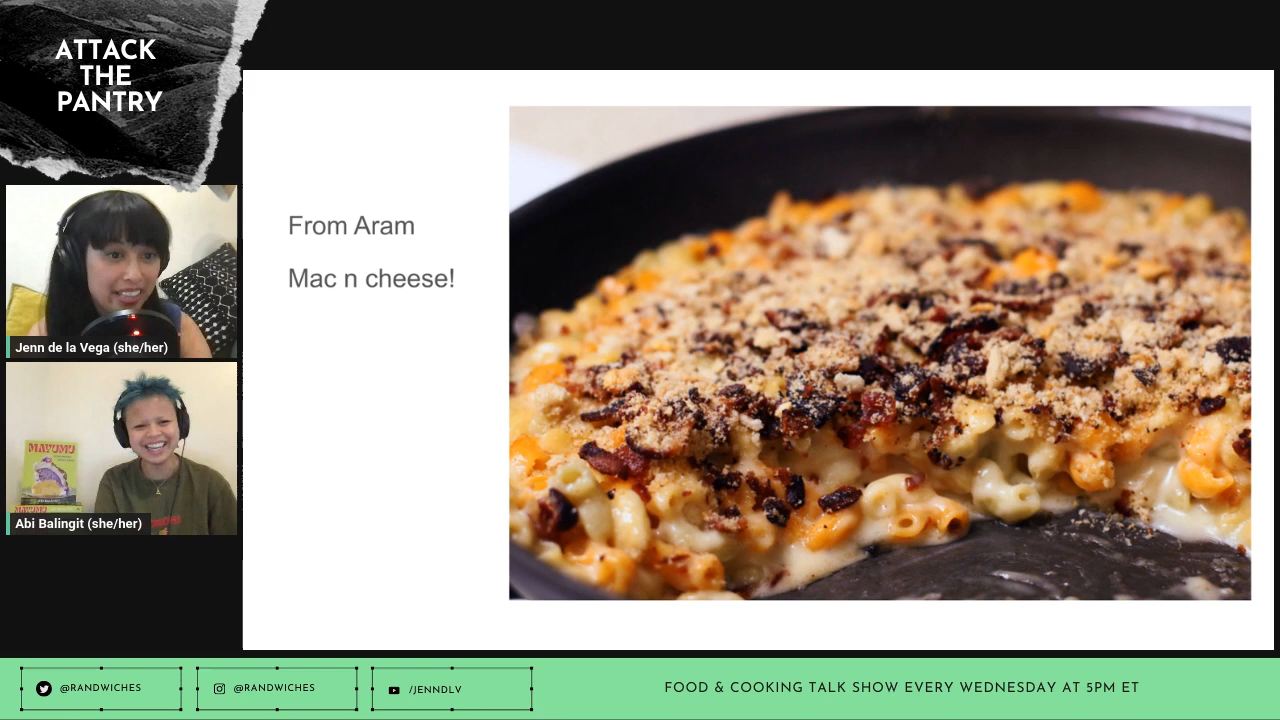 ATTACK
THE
PANTRY
From Aram
Mac n cheese!
Jenn de la Vega (she/her)
MAYUMU
Abi Balingit (she/her)
@RANDWICHES
@RANDWICHES
/JENNDLV
FOOD & COOKING TALK SHOW EVERY WEDNESDAY AT 5PM ET